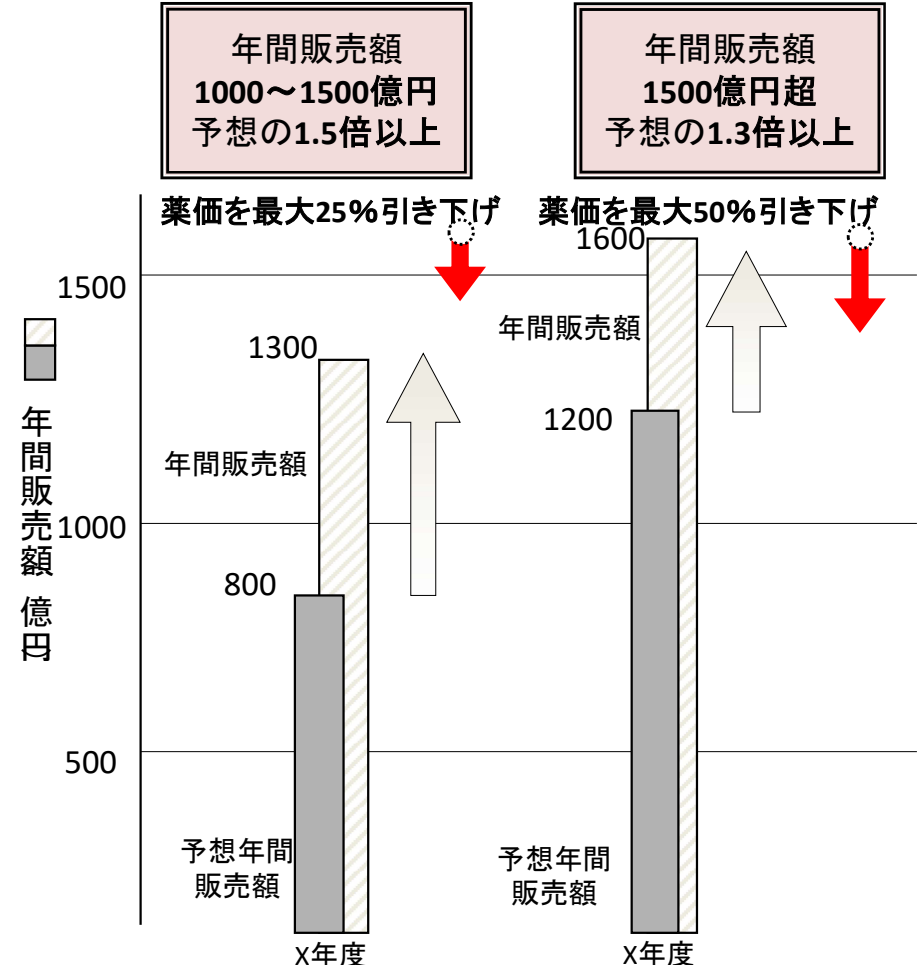 年間販売額
1000～1500億円
予想の1.5倍以上
年間販売額
1500億円超
予想の1.3倍以上
薬価を最大25%引き下げ
薬価を最大50%引き下げ
1600
1500
年間販売額
1300
1200
年間販売額
1000
800
年間販売額 億円）
500
予想年間
販売額
予想年間
販売額
X年度
X年度